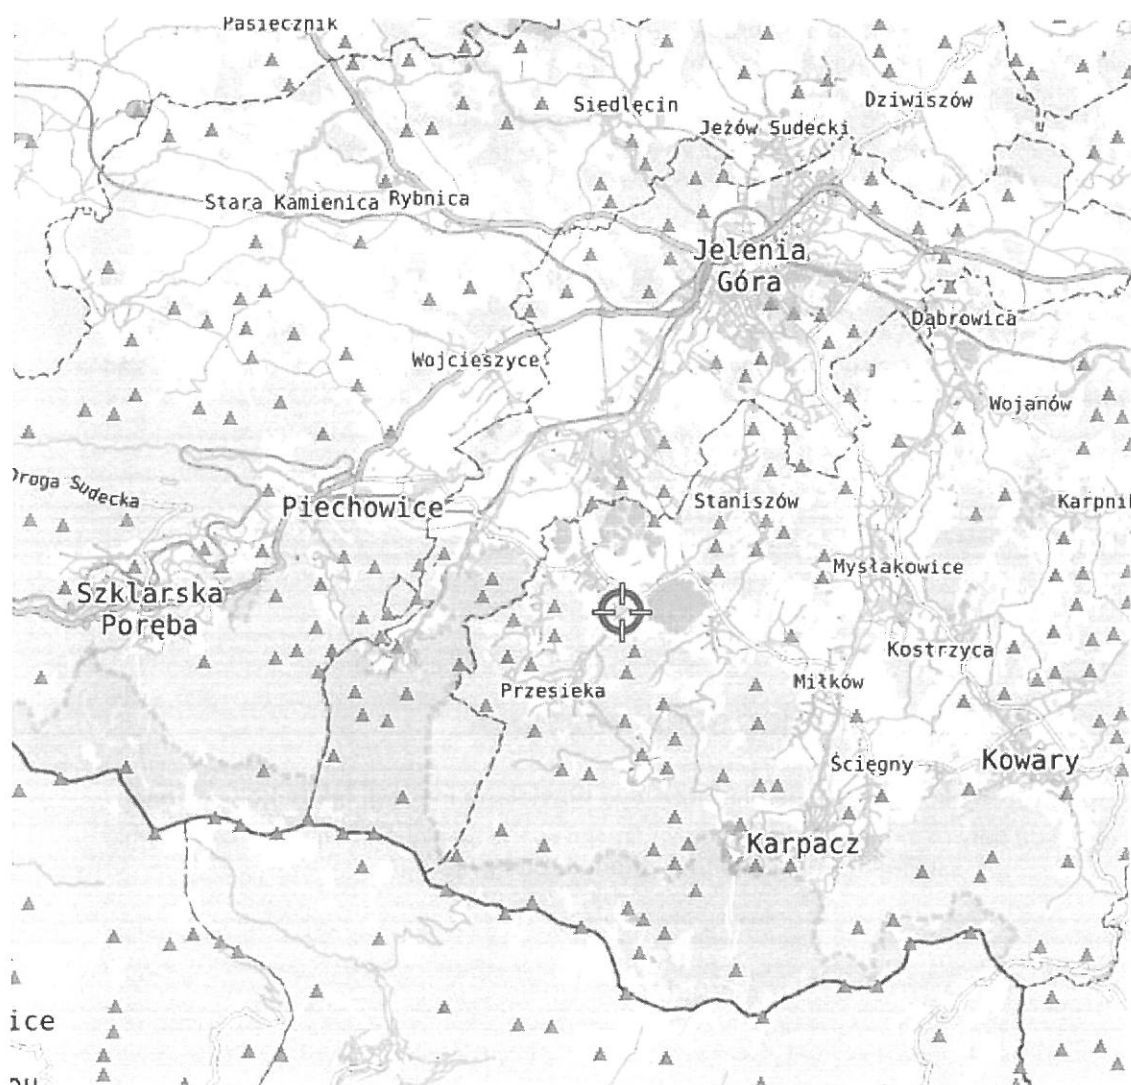 Pasiecznik
Siedlęcin
Dziwiszów
Jeżów Sudecki
Stara Kamienica
Rybnica
Jelenia
Góra
Dąbrowica
Wojcieszyce
Wojanów
Droga Sudecka
Piechowice
Staniszów
Karpnik
Mysłakowice
Szklarska
Poręba
Kostrzyca
Przesieka
Miłków
Ścięgny
Kowary
Karpacz
ice